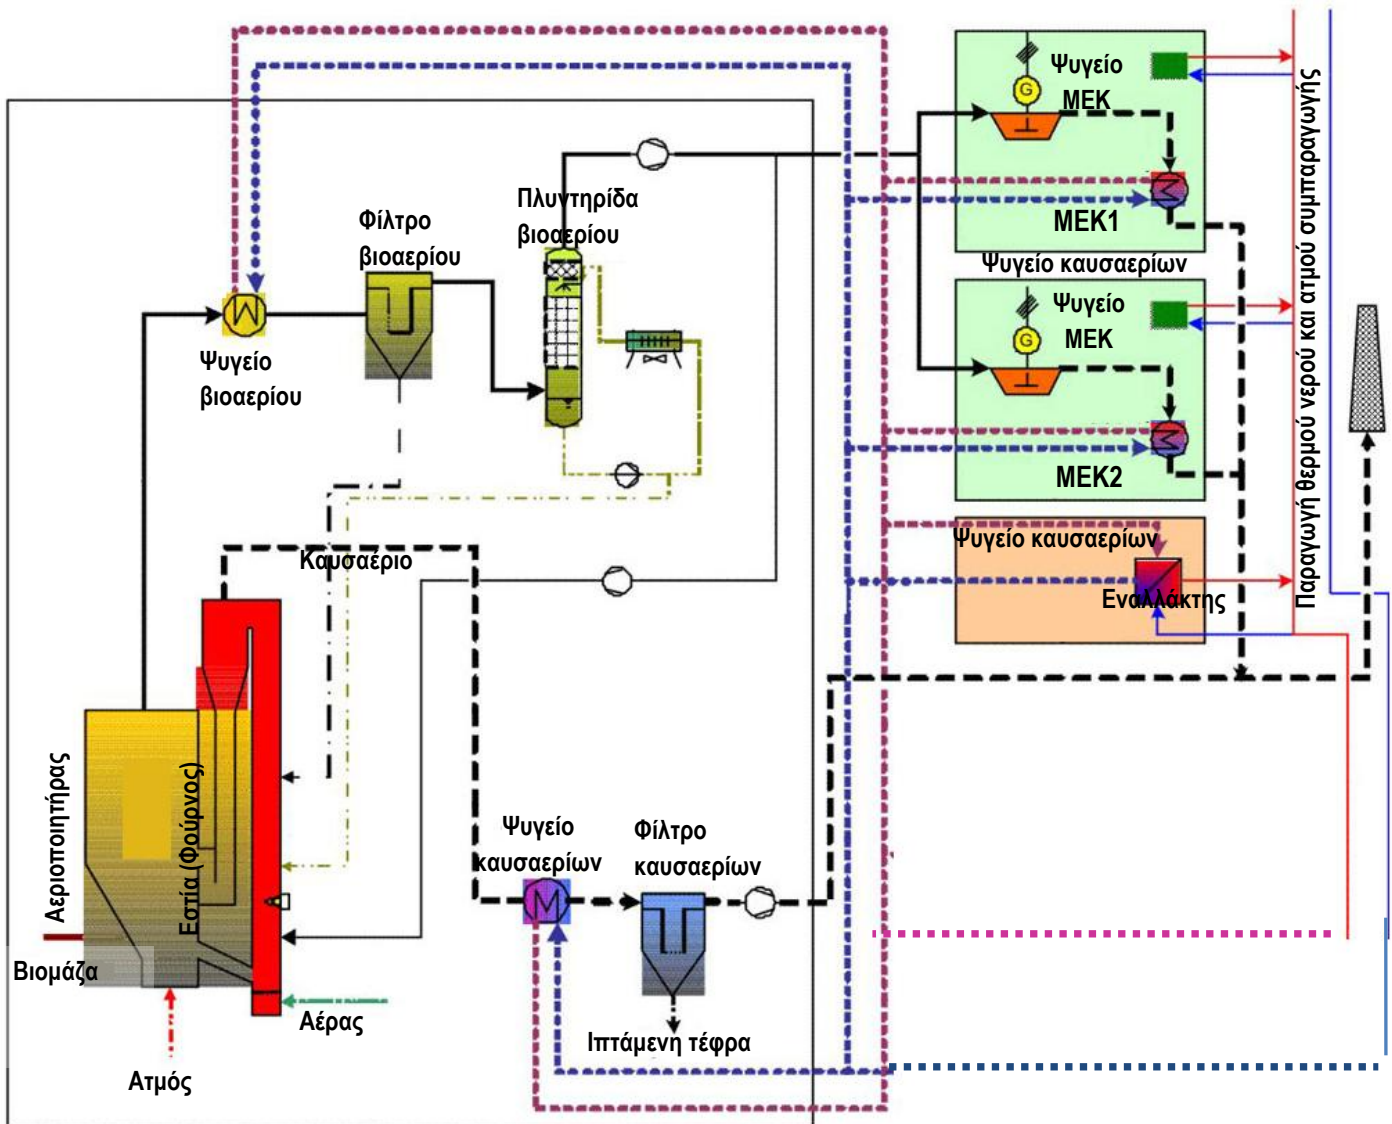 Ψυγείο
ΜΕΚ
G
ΜΕΚ1
Ψυγείο καυσαερίων
Ψυγείο
ΜΕΚ
G
ΜΕΚ2
Ψυγείο καυσαερίων
Εναλλάκτης
Παραγωγή θερμού νερού και ατμού συμπαραγωγής
Πλυντηρίδα
βιοαερίου
Φίλτρο
βιοαερίου
Ψυγείο
βιοαερίου
Καυσαέριο
Αεριοποιητήρας
Εστία (Φούρνος)
Ψυγείο
καυσαερίων
Φίλτρο
καυσαερίων
Βιομάζα
Αέρας
Ιπτάμενη τέφρα
Ατμός